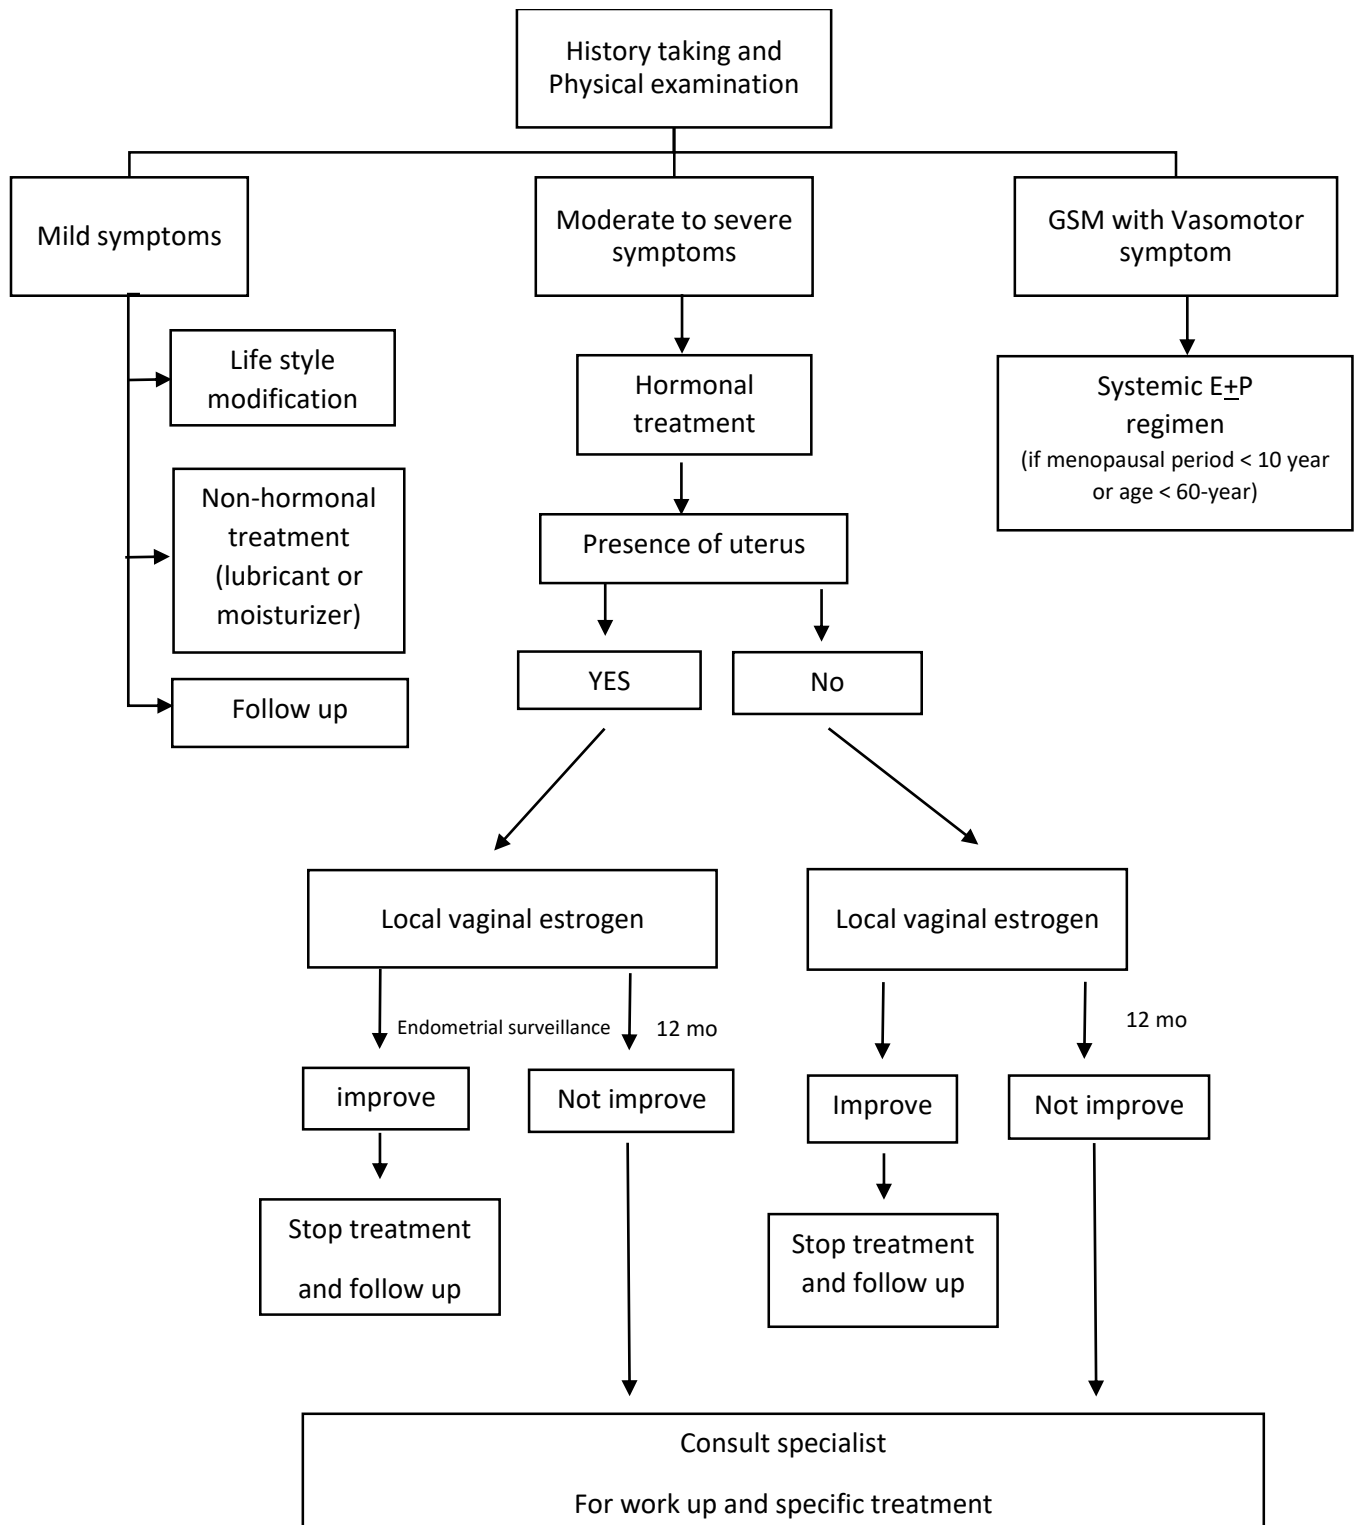 History taking and
Physical examination
Mild symptoms
Moderate to severe
symptoms
GSM with Vasomotor
symptom
Life style
modification
Non-hormonal
treatment
(lubricant or
moisturizer)
Follow up
Hormonal
treatment
Systemic E±P
regimen
(if menopausal period < 10 year
or age < 60-year)
Presence of uterus
YES
No
Local vaginal estrogen
Local vaginal estrogen
Endometrial surveillance
12 mo
12 mo
improve
Not improve
Improve
Not improve
Stop treatment
and follow up
Stop treatment
and follow up
Consult specialist
For work up and specific treatment